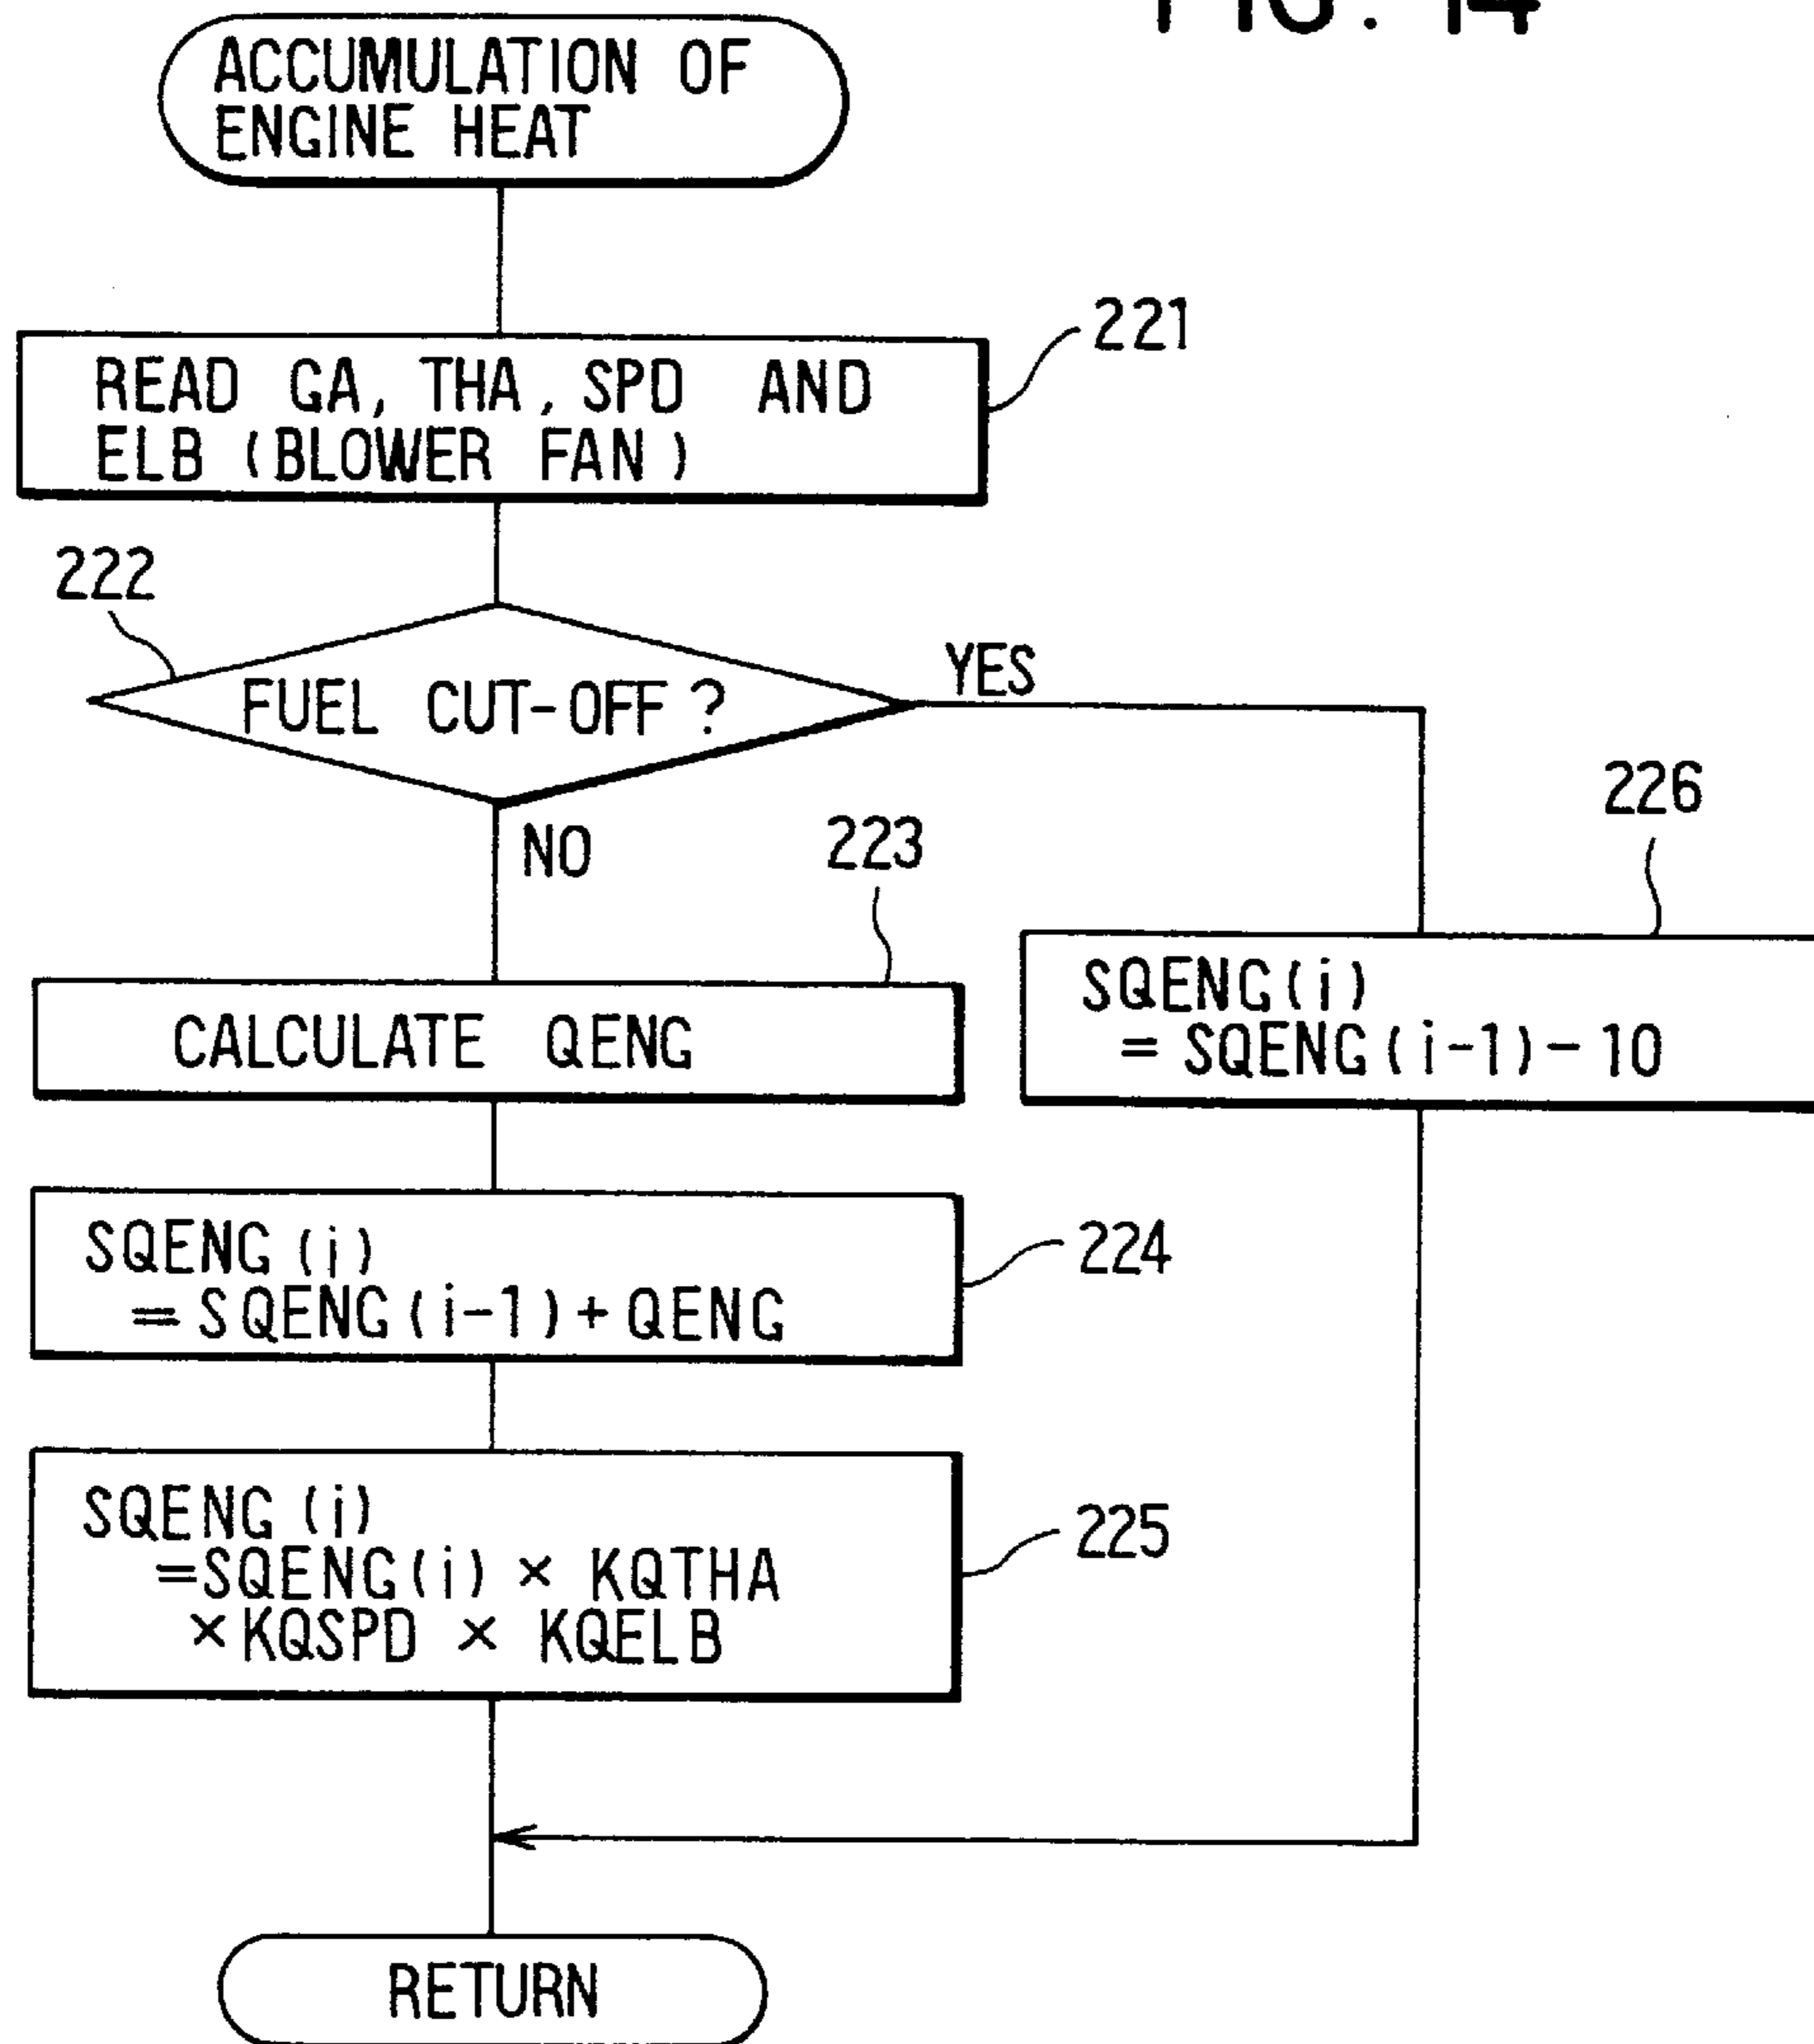 FIG. 14
ACCUMULATION OF
ENGINE HEAT
221
READ GA, THA, SPD AND
ELB (BLOWER FAN)
222
FUEL CUT-OFF ?
YES
NO
223
CALCULATE QENG
226
SQENG(i)
= SQENG(i-1) - 10
224
SQENG (i)
= SQENG(i-1) + QENG
225
SQENG (i)
=SQENG(i) × KQTHA
×KQSPD × KQELB
RETURN